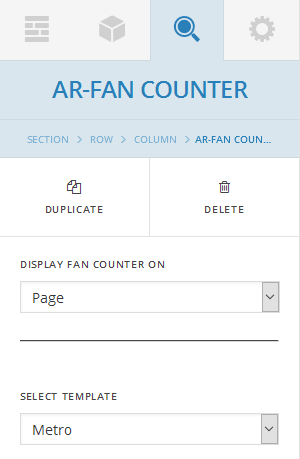 AR-FAN COUNTER
SECTION > ROW > COLUMN > AR-FAN COUN...
DUPLICATE DELETE
DISPLAY FAN COUNTER ON
Page
SELECT TEMPLATE
Metro